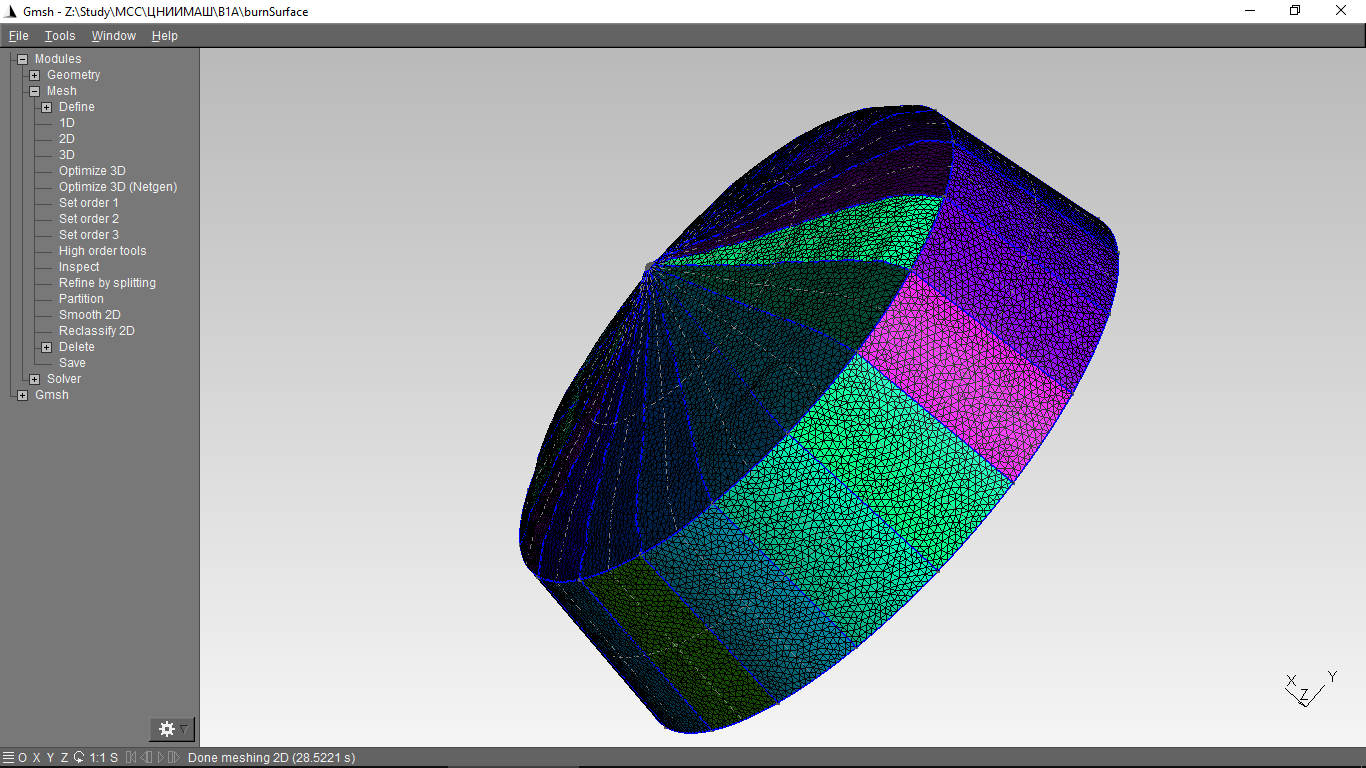 Gmsh - Z:\Study\МСС\ЦНИИМАШ\B1A\burnSurface
File Tools Window Help
Modules
Geometry
Mesh
Define
1D
2D
3D
Optimize 3D
Optimize 3D (Netgen)
Set order 1
Set order 2
Set order 3
High order tools
Inspect
Refine by splitting
Partition
Smooth 2D
Reclassify 2D
Delete
Save
Solver
Gmsh
X Y
Z
O X Y Z 1:1 S Done meshing 2D (28.5221 s)